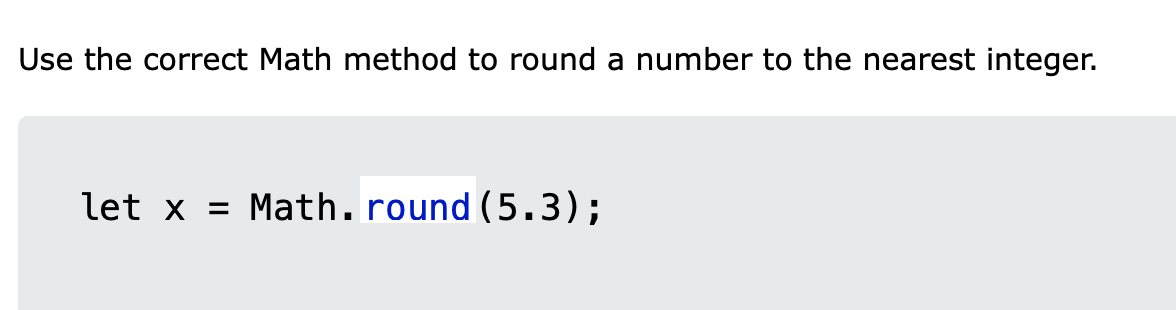 Use the correct Math method to round a number to the nearest integer.
let x = Math.round(5.3);